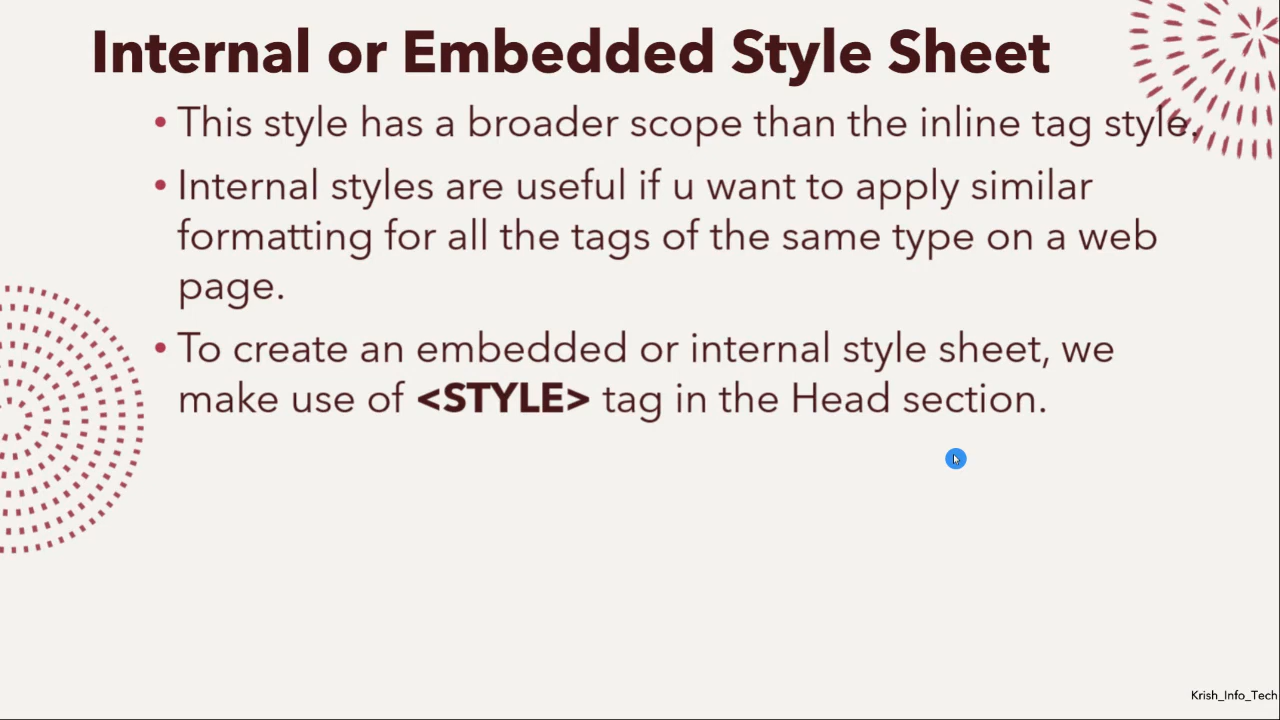 Internal or Embedded Style Sheet
• This style has a broader scope than the inline tag style.
• Internal styles are useful if u want to apply similar
formatting for all the tags of the same type on a web
page.
• To create an embedded or internal style sheet, we
make use of <STYLE> tag in the Head section.
Krish_Info_Tech